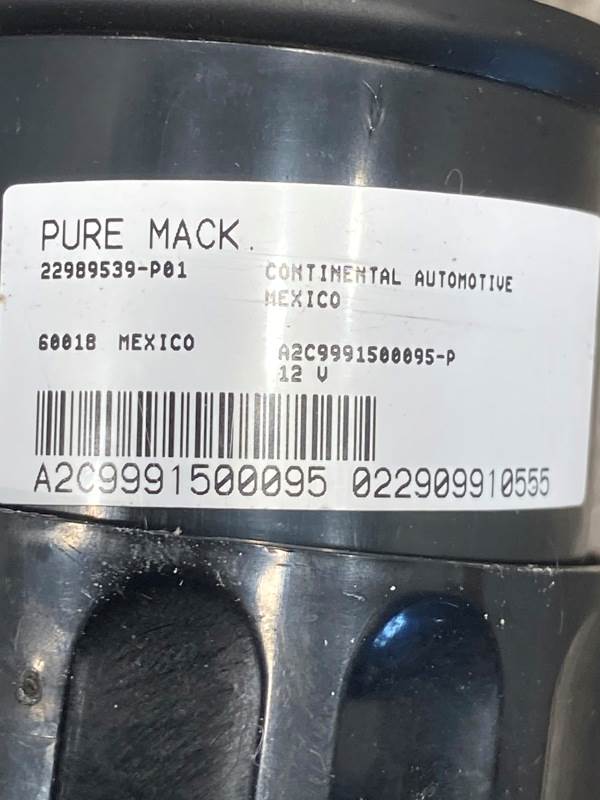 PURE MACK.
22989539-P01
CONTINENTAL AUTOMOTIVE
MEXICO
60018 MEXICO
A2C9991500095-P
12 V
A2C9991500095 022909910555